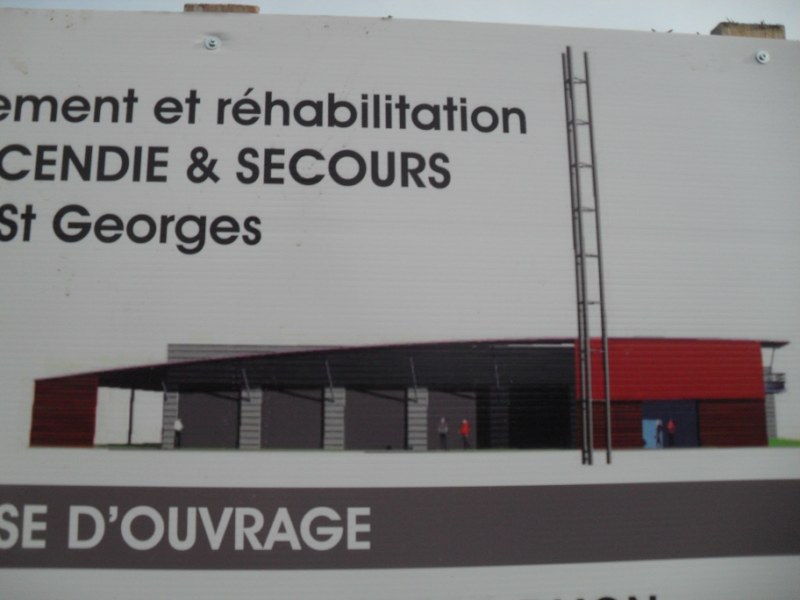 ement et réhabilitation
CENDIE & SECOURS
St Georges
SE D'OUVRAGE